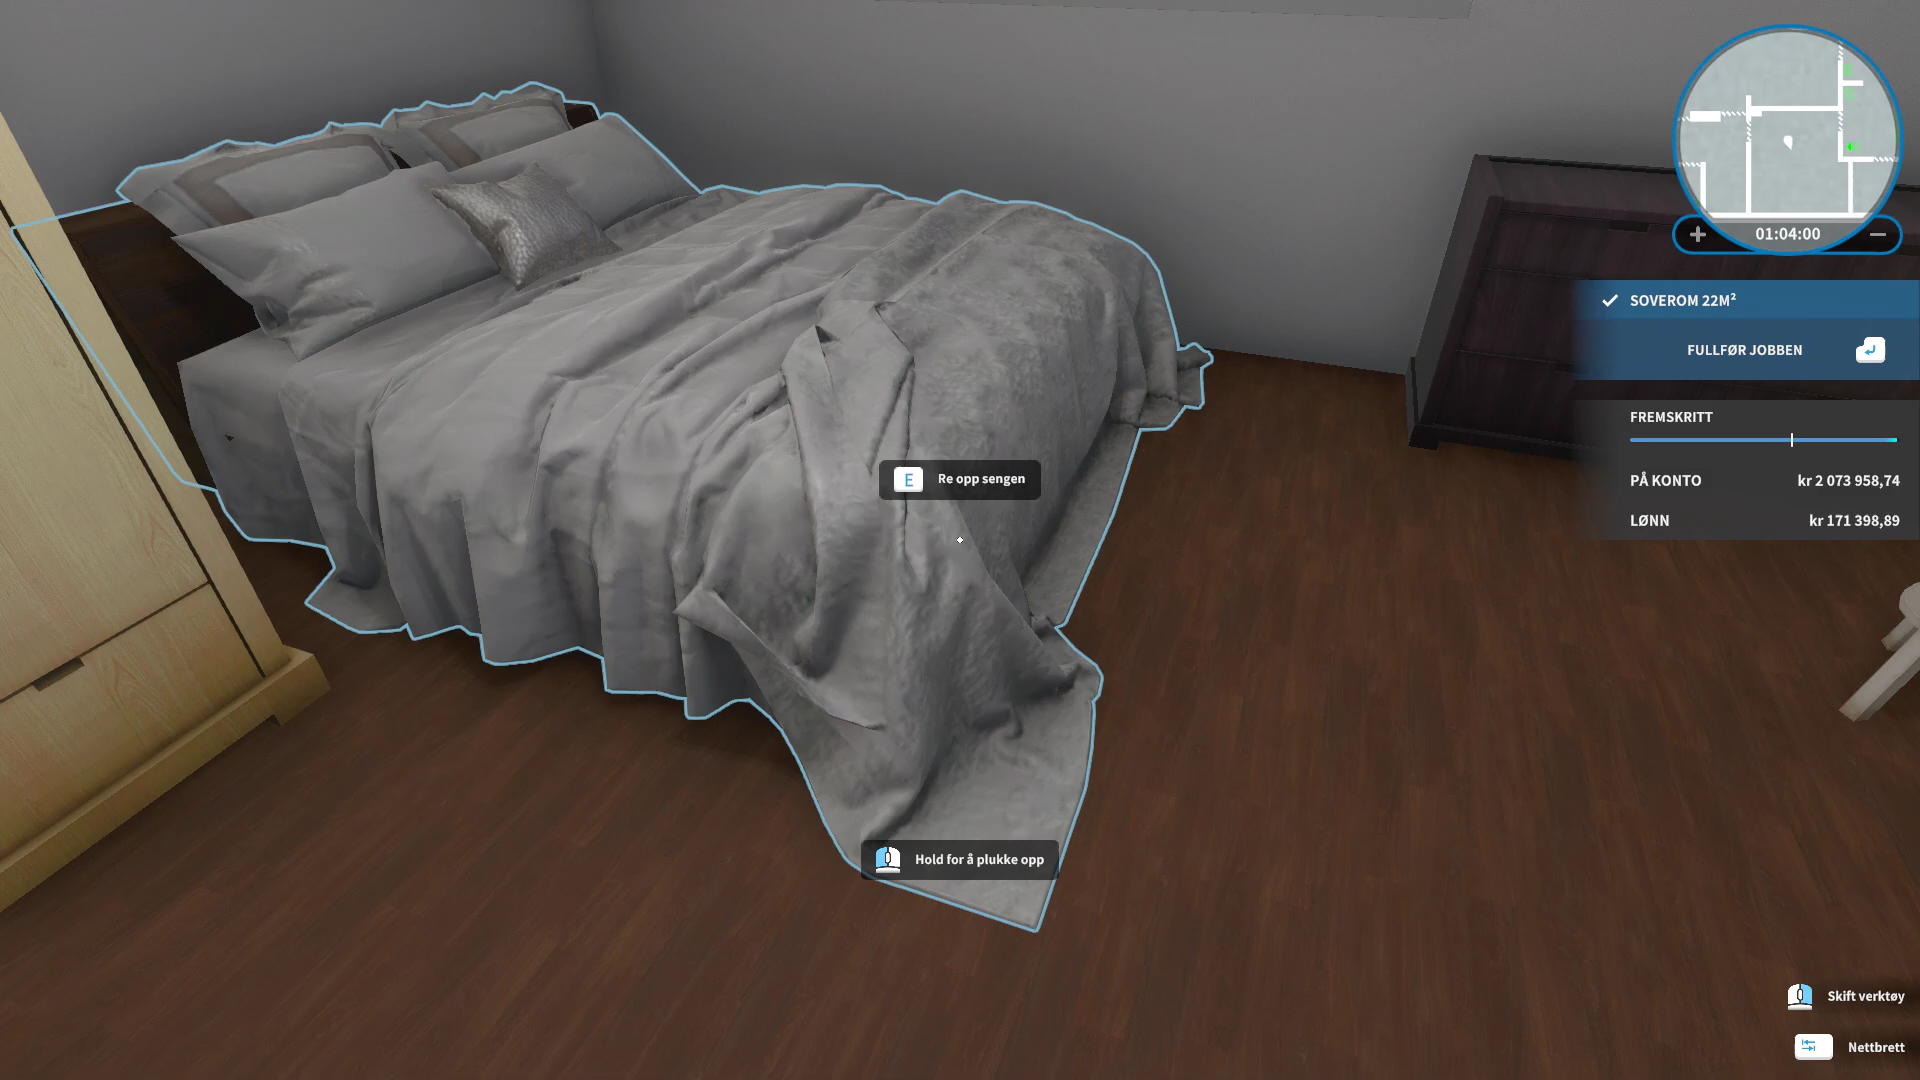 01:04:00
SOVEROM 22M²
FULLFØR JOBBEN
FREMSKRITT
PÅ KONTO kr 2 073 958,74
LØNN kr 171 398,89
E Re opp sengen
Hold for å plukke opp
Skift verktøy
Nettbrett